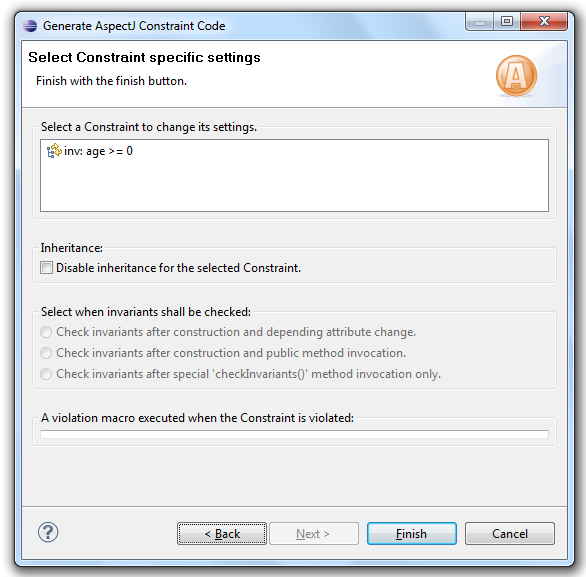 Generate AspectJ Constraint Code
Select Constraint specific settings
Finish with the finish button.
A
Select a Constraint to change its settings.
inv: age >= 0
Inheritance:
Disable inheritance for the selected Constraint.
Select when invariants shall be checked:
Check invariants after construction and depending attribute change.
Check invariants after construction and public method invocation.
Check invariants after special 'checkInvariants()' method invocation only.
A violation macro executed when the Constraint is violated:
? < Back Next > Finish Cancel